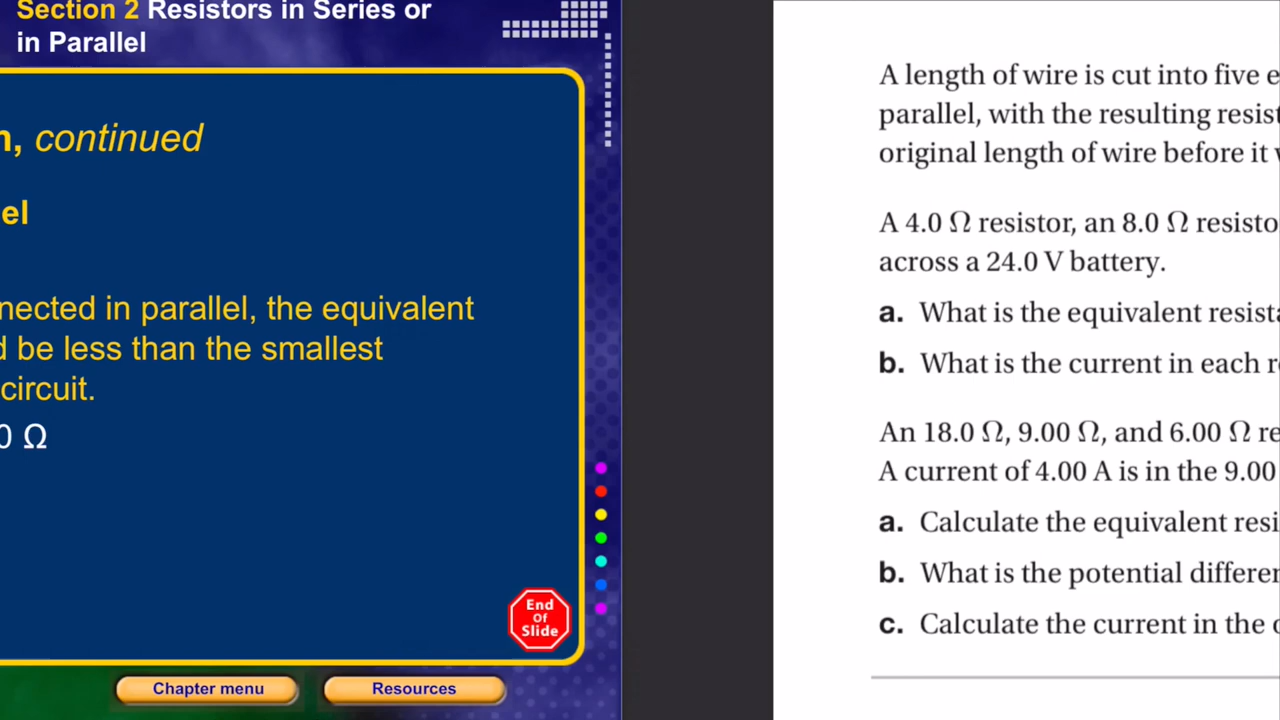 Section 2 Resistors in Series or
in Parallel
n, continued
el
nected in parallel, the equivalent
d be less than the smallest
circuit.
0 Ω
End
Of
Slide
Chapter menu
Resources
A length of wire is cut into five e
parallel, with the resulting resist
original length of wire before it
A 4.0 Ω resistor, an 8.0 Ω resisto
across a 24.0 V battery.
a. What is the equivalent resista
b. What is the current in each r
An 18.0 Ω, 9.00 Ω, and 6.00 Ω re
A current of 4.00 A is in the 9.00
a. Calculate the equivalent resi
b. What is the potential differen
c. Calculate the current in the